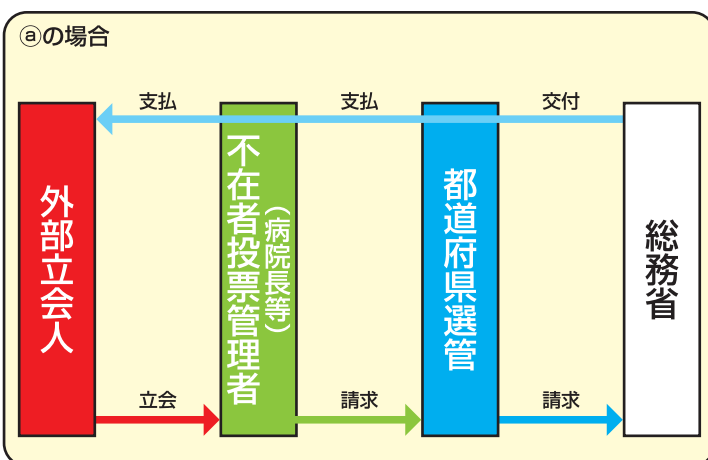 ⓐの場合
支払
支払
交付
外部立会人
不在者投票管理者
(病院長等)
都道府県選管
総務省
立会
請求
請求